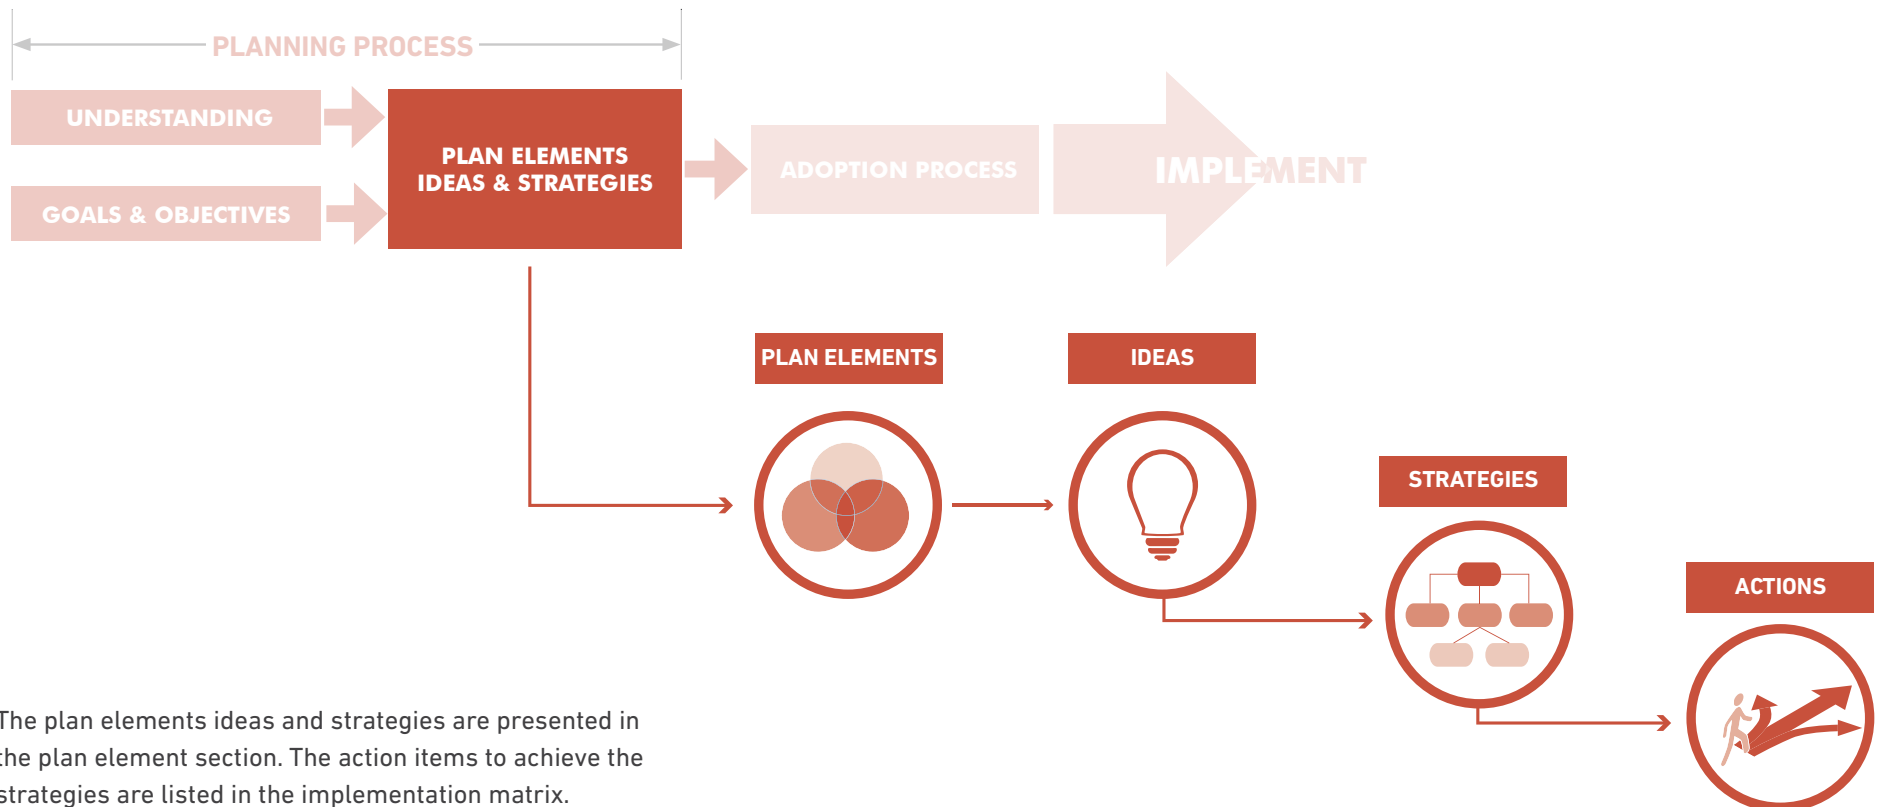 PLANNING PROCESS
UNDERSTANDING
GOALS & OBJECTIVES
PLAN ELEMENTS
IDEAS & STRATEGIES
ADOPTION PROCESS
IMPLEMENT
PLAN ELEMENTS
IDEAS
STRATEGIES
ACTIONS
The plan elements ideas and strategies are presented in
the plan element section. The action items to achieve the
strategies are listed in the implementation matrix.